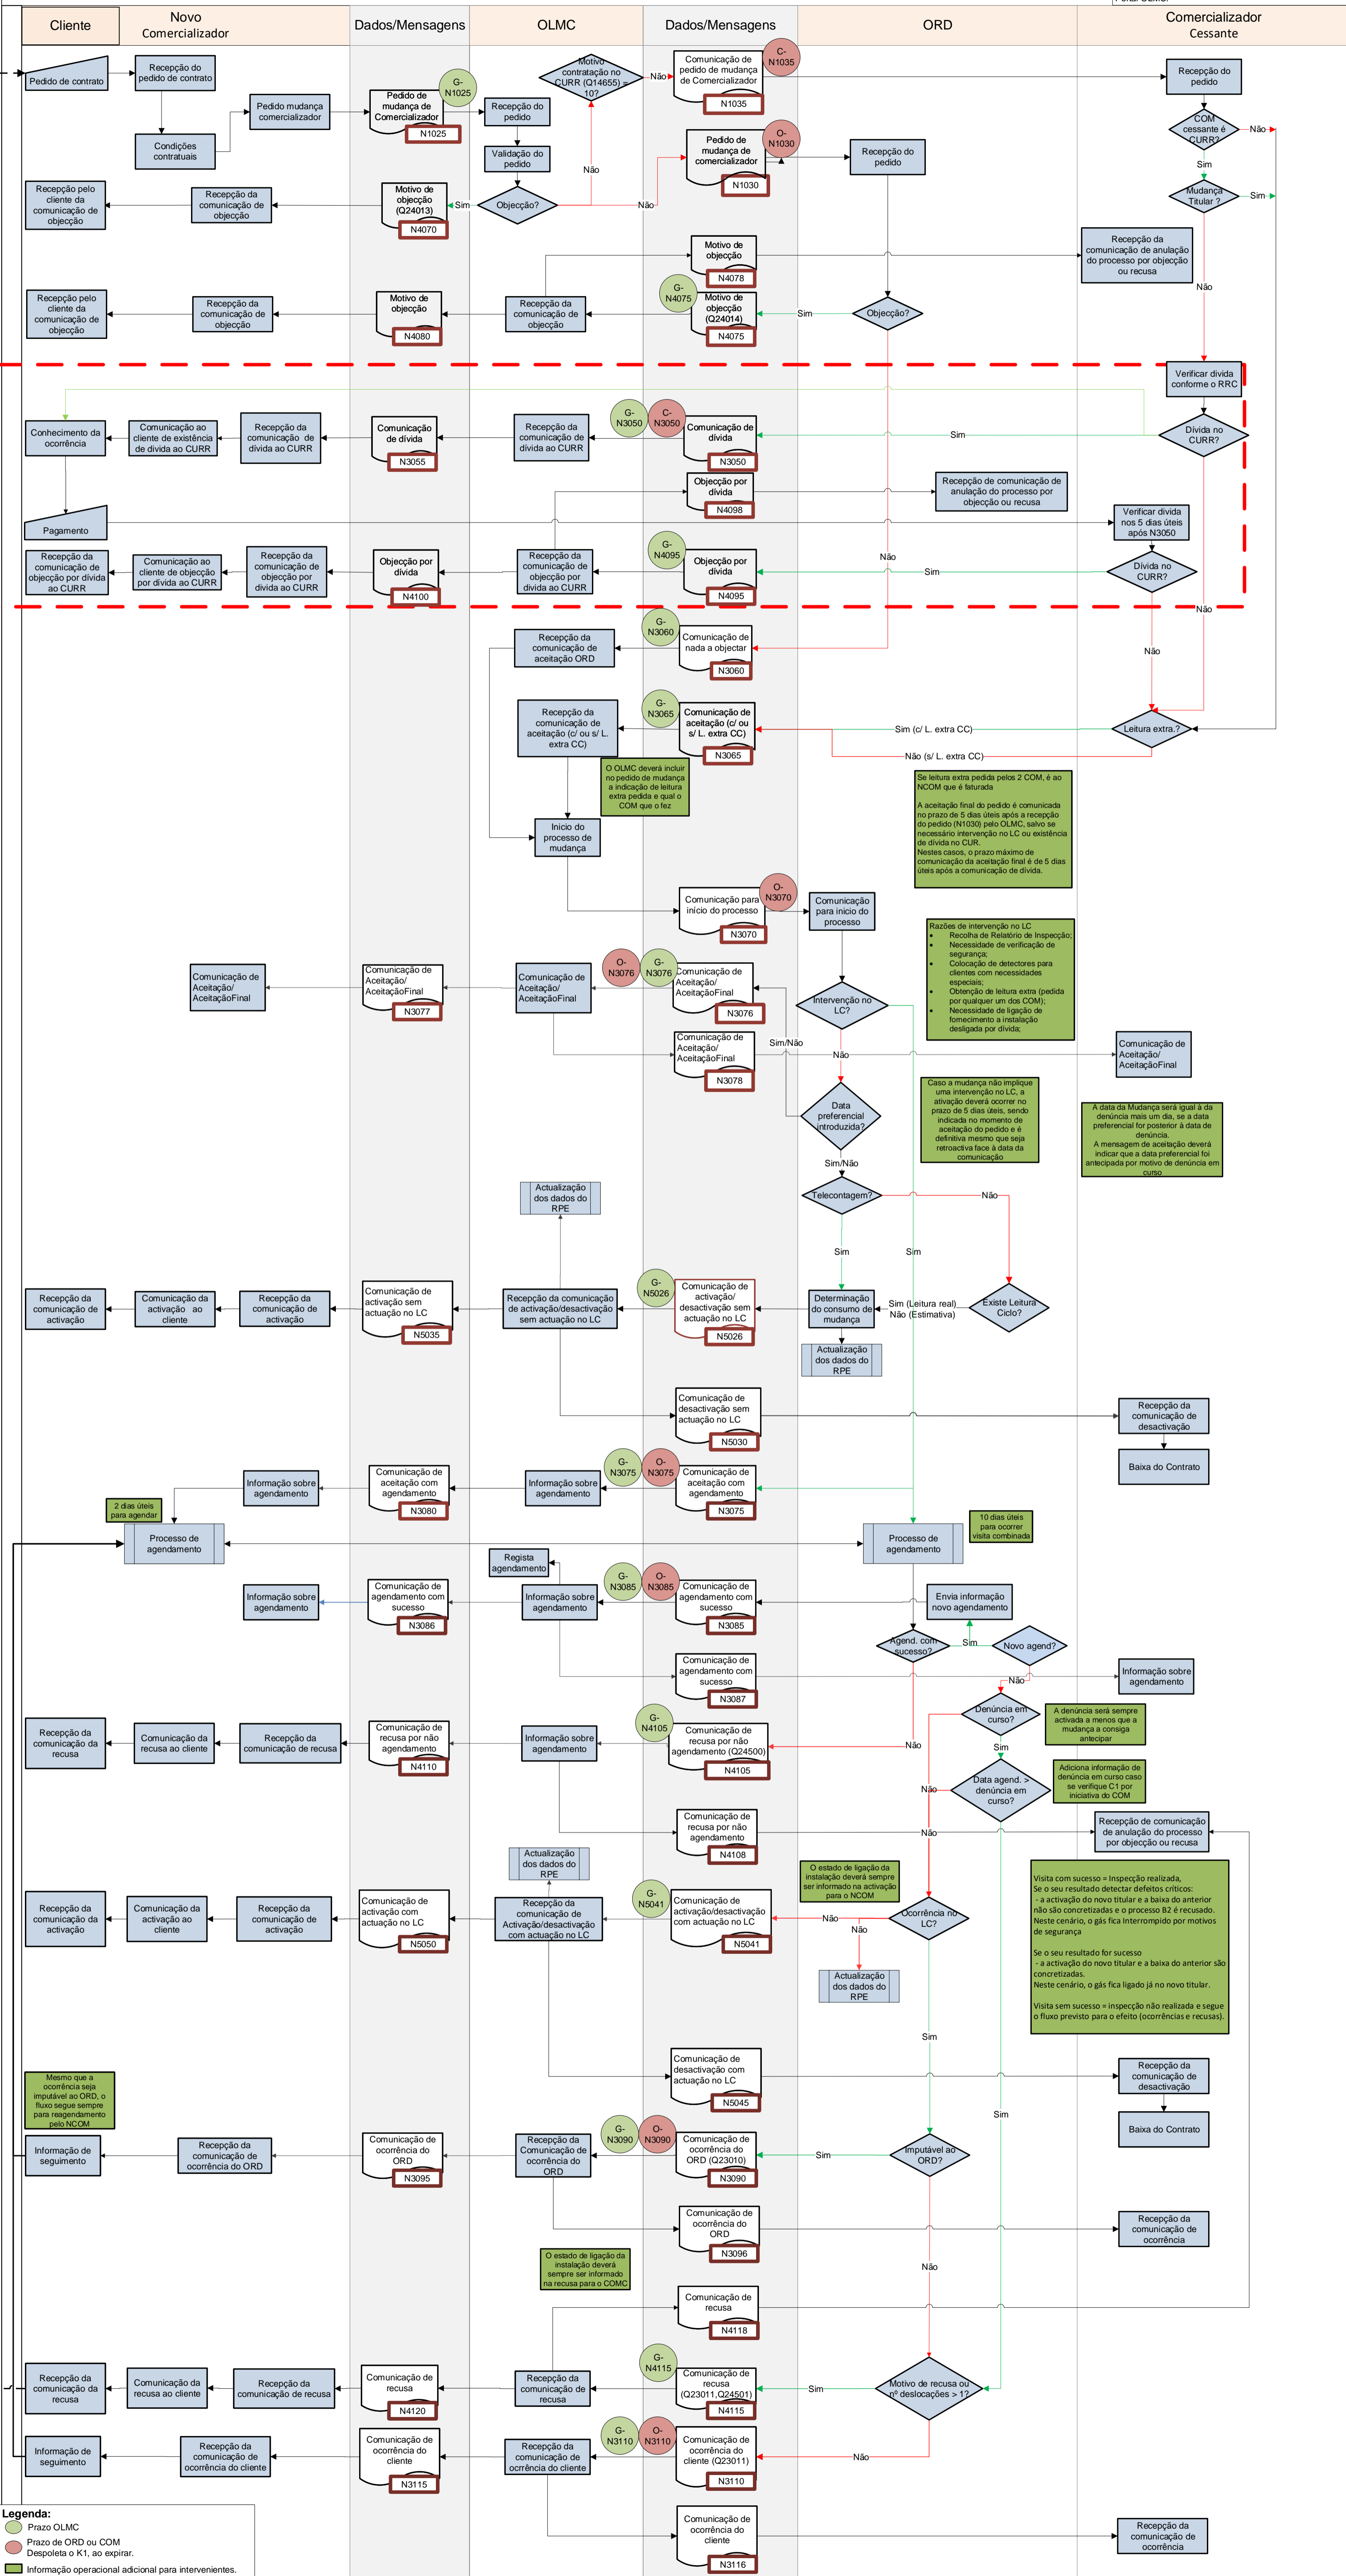 Cliente
Novo
Comercializador
Dados/Mensagens
OLMC
Dados/Mensagens
ORD
Comercializador
Cessante
Pedido de contrato
Recepção do
pedido de contrato
Condições
contratuais
Pedido mudança
comercializador
Pedido de
mudança de
Comercializador
N1025
G-
N1025
Recepção do
pedido
Validação do
pedido
Objecção?
Motivo
contratação no
CURR (Q14655) =
10?
Não
Não
Não
Sim
Comunicação de
pedido de mudança
de Comercializador
N1035
C-
N1035
Pedido de
mudança de
comercializador
N1030
O-
N1030
Recepção do
pedido
Recepção do
pedido
COM
cessante é
CURR?
Não
Sim
Mudança
Titular ?
Sim
Não
Recepção pelo
cliente da
comunicação de
objecção
Recepção da
comunicação de
objecção
Motivo de
objecção
(Q24013)
N4070
Motivo de
objecção
N4078
Recepção da
comunicação de anulação
do processo por objecção
ou recusa
Recepção pelo
cliente da
comunicação de
objecção
Recepção da
comunicação de
objecção
Motivo de
objecção
N4080
Recepção da
comunicação de
objecção
G-
N4075
Motivo de
objecção
(Q24014)
N4075
Sim
Objecção?
Verificar divida
conforme o RRC
Conhecimento da
ocorrência
Comunicação ao
cliente de existência
de divida ao CURR
Recepção da
comunicação de
dívida ao CURR
Comunicação
de dívida
N3055
Recepção da
comunicação de
dívida ao CURR
G-
N3050
C-
N3050
Comunicação de
dívida
N3050
Sim
Dívida no
CURR?
Objecção por
dívida
N4098
Recepção de comunicação de
anulação do processo por
objecção ou recusa
Pagamento
Verificar divida
nos 5 dias úteis
após N3050
Recepção da
comunicação de
objecção por dívida
ao CURR
Comunicação ao
cliente de objecção
por dívida ao CURR
Recepção da
comunicação de
objecção por
divida ao CURR
Objecção por
dívida
N4100
Recepção da
comunicação de
objecção por
divida ao CURR
G-
N4095
Objecção por
dívida
N4095
Não
Sim
Dívida no
CURR?
Não
Não
Recepção da
comunicação de
aceitação ORD
G-
N3060
Comunicação de
nada a objectar
N3060
Recepção da
comunicação de
aceitação (c/ ou s/ L.
extra CC)
G-
N3065
Comunicação de
aceitação (c/ ou
s/ L. extra CC)
N3065
Sim (c/ L. extra CC)
Leitura extra.?
Não (s/ L. extra CC)
O OLMC deverá incluir
no pedido de mudança
a indicação de leitura
extra pedida e qual o
COM que o fez
Inicio do
processo de
mudança
Se leitura extra pedida pelos 2 COM, é ao
NCOM que é faturada
A aceitação final do pedido é comunicada
no prazo de 5 dias úteis após a recepção
do pedido (N1030) pelo OLMC, salvo se
necessário intervenção no LC ou existência
de dívida no CUR.
Nestes casos, o prazo máximo de
comunicação da aceitação final é de 5 dias
úteis após a comunicação de dívida.
Comunicação para
início do processo
N3070
O-
N3070
Comunicação
para inicio do
processo
Razões de intervenção no LC
• Recolha de Relatório de Inspecção;
• Necessidade de verificação de
segurança;
• Colocação de detectores para
clientes com necessidades
especiais;
• Obtenção de leitura extra (pedida
por qualquer um dos COM);
• Necessidade de ligação de
fornecimento a instalação
desligada por dívida;
Comunicação de
Aceitação/
AceitaçãoFinal
Comunicação de
Aceitação/
AceitaçãoFinal
N3077
Comunicação de
Aceitação/
AceitaçãoFinal
O-
N3076
G-
N3076
Comunicação de
Aceitação/
AceitaçãoFinal
N3076
Intervenção no
LC?
Comunicação de
Aceitação/
AceitaçãoFinal
N3078
Sim/Não
Não
Comunicação de
Aceitação/
AceitaçãoFinal
Data
preferencial
introduzida?
Caso a mudança não implique
uma intervenção no LC, a
ativação deverá ocorrer no
prazo de 5 dias úteis, sendo
indicada no momento de
aceitação do pedido e é
definitiva mesmo que seja
retroactiva face à data da
comunicação
A data da Mudança será igual à da
denúncia mais um dia, se a data
preferencial for posterior à data de
denúncia.
A mensagem de aceitação deverá
indicar que a data preferencial foi
antecipada por motivo de denúncia em
curso
Sim/Não
Telecontagem?
Não
Actualização
dos dados do
RPE
Sim
Sim
Recepção da
comunicação de
activação
Comunicação da
activação ao
cliente
Recepção da
comunicação de
activação
Comunicação de
activação sem
actuação no LC
N5035
Recepção da comunicação
de activação/desactivação
sem actuação no LC
G-
N5026
Comunicação de
activação/
desactivação sem
actuação no LC
N5026
Determinação
do consumo de
mudança
Sim (Leitura real)
Não (Estimativa)
Existe Leitura
Ciclo?
Actualização
dos dados do
RPE
Comunicação de
desactivação sem
actuação no LC
N5030
Recepção da
comunicação de
desactivação
Baixa do Contrato
Informação sobre
agendamento
Comunicação de
aceitação com
agendamento
N3080
Informação sobre
agendamento
G-
N3075
O-
N3075
Comunicação de
aceitação com
agendamento
N3075
2 dias úteis
para agendar
Processo de
agendamento
Processo de
agendamento
10 dias úteis
para ocorrer
visita combinada
Regista
agendamento
Informação sobre
agendamento
Comunicação de
agendamento com
sucesso
N3086
Informação sobre
agendamento
G-
N3085
O-
N3085
Comunicação de
agendamento com
sucesso
N3085
Envia informação
novo agendamento
Agend. com
sucesso?
Sim
Novo agend?
Comunicação de
agendamento com
sucesso
N3087
Informação sobre
agendamento
Não
Denúncia em
curso?
A denúncia será sempre
activada a menos que a
mudança a consiga
antecipar
Recepção da
comunicação da
recusa
Comunicação da
recusa ao cliente
Recepção da
comunicação de recusa
Comunicação de
recusa por não
agendamento
N4110
Informação sobre
agendamento
G-
N4105
Comunicação de
recusa por não
agendamento (Q24500)
N4105
Não
Sim
Data agend. >
denúncia em
curso?
Adiciona informação de
denúncia em curso caso
se verifique C1 por
iniciativa do COM
Não
Comunicação de
recusa por não
agendamento
N4108
Não
Recepção de comunicação
de anulação do processo
por objecção ou recusa
Actualização
dos dados do
RPE
O estado de ligação da
instalação deverá sempre
ser informado na activação
para o NCOM
Visita com sucesso = Inspecção realizada,
Se o seu resultado detectar defeitos críticos:
- a activação do novo titular e a baixa do anterior
não são concretizadas e o processo B2 é recusado.
Neste cenário, o gás fica Interrompido por motivos
de segurança
Se o seu resultado for sucesso
- a activação do novo titular e a baixa do anterior são
concretizadas.
Neste cenário, o gás fica ligado já no novo titular.
Visita sem sucesso = inspecção não realizada e segue
o fluxo previsto para o efeito (ocorrências e recusas).
Recepção da
comunicação da
activação
Comunicação da
activação ao
cliente
Recepção da
comunicação de
activação
Comunicação de
activação com
actuação no LC
N5050
Recepção da
comunicação de
Activação/desactivação
com actuação no LC
G-
N5041
Comunicação de
activação/desactivação
com actuação no LC
N5041
Não
Não
Ocorrência no
LC?
Actualização
dos dados do
RPE
Sim
Comunicação de
desactivação com
actuação no LC
N5045
Recepção da
comunicação de
desactivação
Baixa do Contrato
Sim
Mesmo que a
ocorrência seja
imputável ao ORD, o
fluxo segue sempre
para reagendamento
pelo NCOM
Informação de
seguimento
Recepção da
comunicação de
ocorrência do ORD
Comunicação de
ocorrência do
ORD
N3095
Recepção da
Comunicação de
ocorrência do
ORD
G-
N3090
O-
N3090
Comunicação de
ocorrência do
ORD (Q23010)
N3090
Sim
Imputável ao
ORD?
Comunicação de
ocorrência do
ORD
N3096
Recepção da
comunicação de
ocorrência
O estado de ligação da
instalação deverá
sempre ser informado
na recusa para o COMC
Não
Comunicação de
recusa
N4118
Recepção da
comunicação da
recusa
Comunicação da
recusa ao cliente
Recepção da
comunicação de recusa
Comunicação de
recusa
N4120
Recepção da
comunicação de
recusa
G-
N4115
Comunicação de
recusa
(Q23011,Q24501)
N4115
Sim
Motivo de recusa ou
nº deslocações > 1?
Informação de
seguimento
Recepção da
comunicação de
ocorrência do cliente
Comunicação de
ocorrência do
cliente
N3115
Recepção da
comunicação de
ocrrência do cliente
G-
N3110
O-
N3110
Comunicação de
ocorrência do
cliente (Q23011)
N3110
Não
Comunicação de
ocorrência do
cliente
N3116
Recepção da
comunicação de
ocorrência
Legenda:
Prazo OLMC
Prazo de ORD ou COM
Despoleta o K1, ao expirar.
Informação operacional adicional para intervenientes.